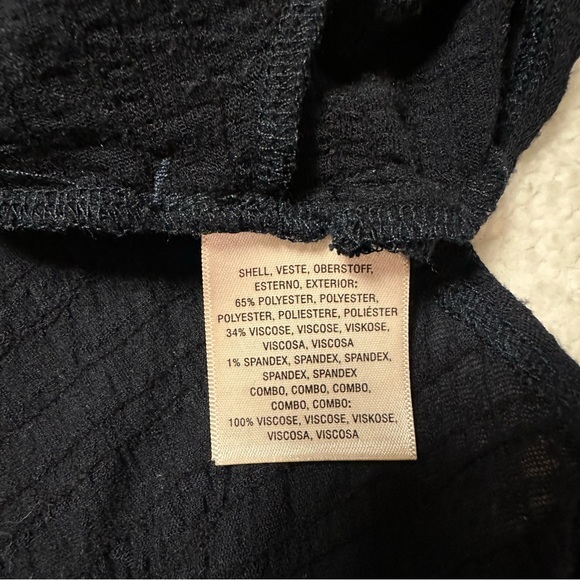 SHELL, VESTE, OBERSTOFF,
ESTERNO, EXTERIOR:
65% POLYESTER, POLYESTER,
POLYESTER, POLIESTERE, POLIÉSTER
34% VISCOSE, VISCOSE, VISKOSE,
VISCOSA, VISCOSA
1% SPANDEX, SPANDEX, SPANDEX,
SPANDEX, SPANDEX
COMBO, COMBO, COMBO,
COMBO, COMBO:
100% VISCOSE, VISCOSE, VISKOSE,
VISCOSA, VISCOSA